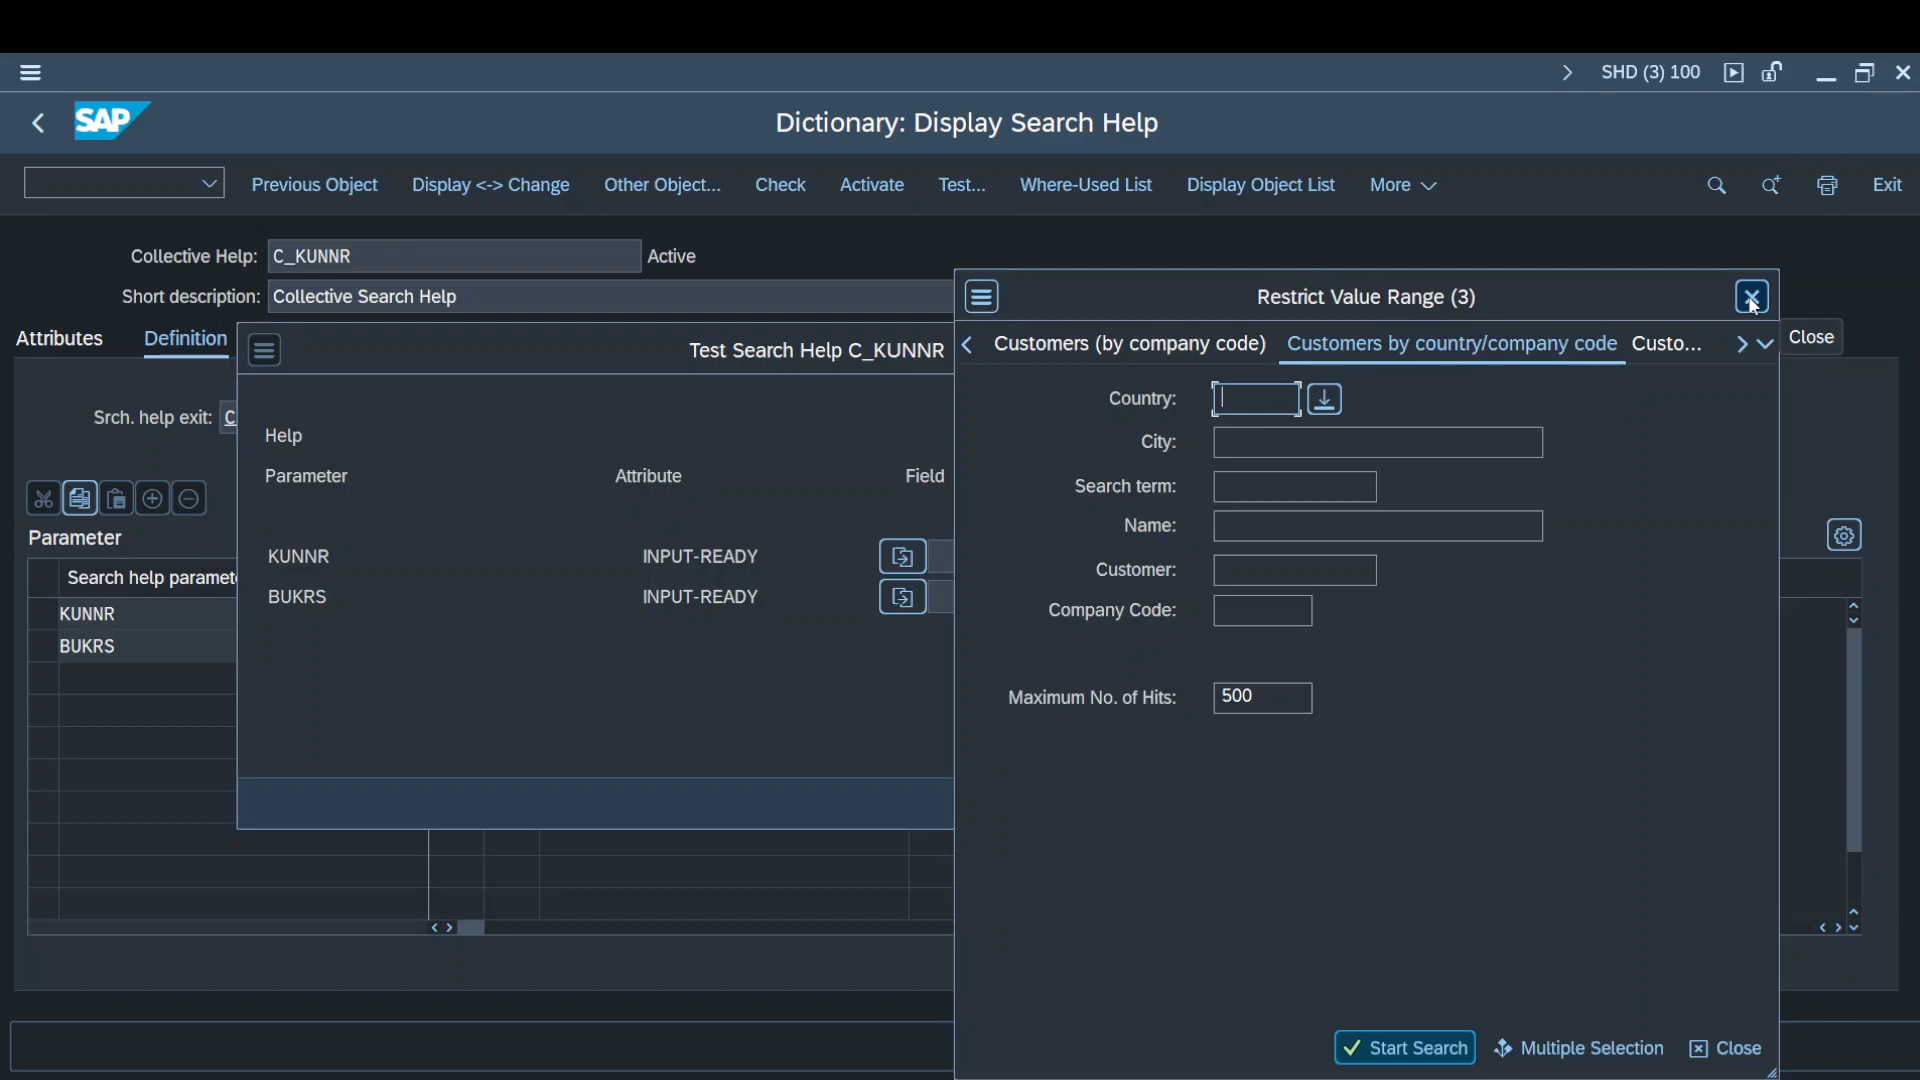 SHD (3) 100
SAP
Dictionary: Display Search Help
Previous Object
Display <-> Change
Other Object...
Check
Activate
Test...
Where-Used List
Display Object List
More
Exit
Collective Help: C_KUNNR Active
Short description: Collective Search Help
Attributes
Definition
Srch. help exit: C
Parameter
Search help paramet
KUNNR
BUKRS
Test Search Help C_KUNNR
Help
Parameter Attribute Field
KUNNR INPUT-READY
BUKRS INPUT-READY
Restrict Value Range (3)
Close
Customers (by company code)
Customers by country/company code
Custo...
Country:
City:
Search term:
Name:
Customer:
Company Code:
Maximum No. of Hits: 500
Start Search
Multiple Selection
Close